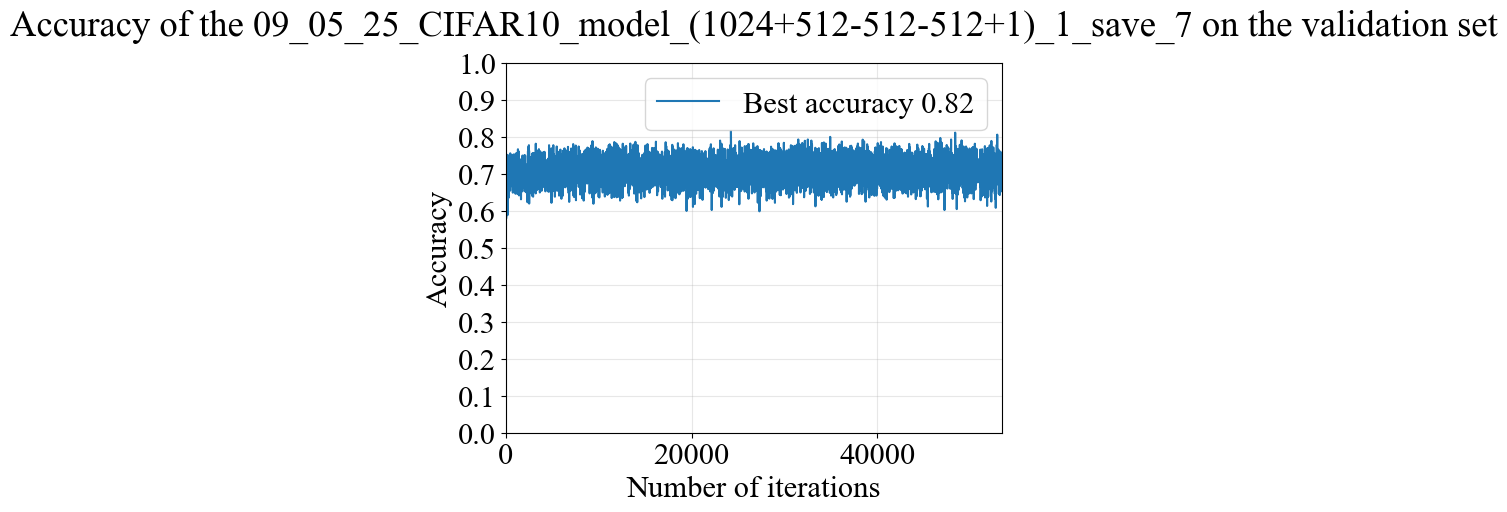 Accuracy of the 09_05_25_CIFAR10_model_(1024+512-512-512+1)_1_save_7 on the validation set
1.0
0.9
0.8
0.7
0.6
0.5
0.4
0.3
0.2
0.1
0.0
Accuracy
Best accuracy 0.82
0 20000 40000
Number of iterations